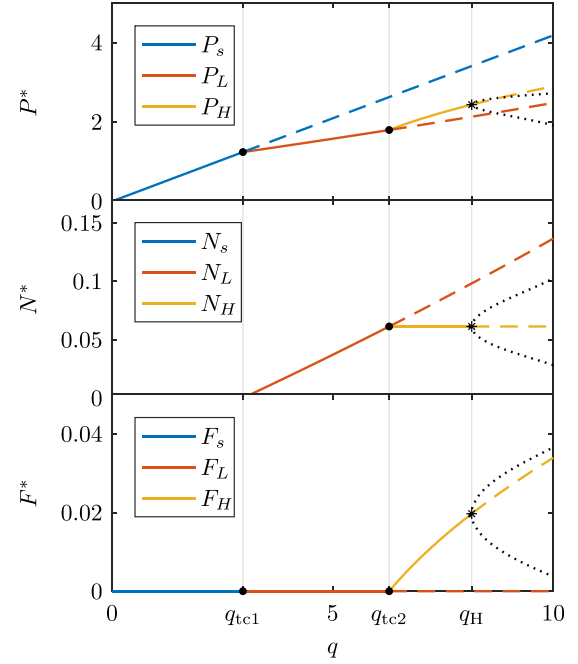 4
2
0
P*
P_s
P_L
P_H
0.15
0.1
0.05
0
N*
N_s
N_L
N_H
0.04
0.02
0
F*
F_s
F_L
F_H
0 q_tc1 5 q_tc2 q_H 10
q